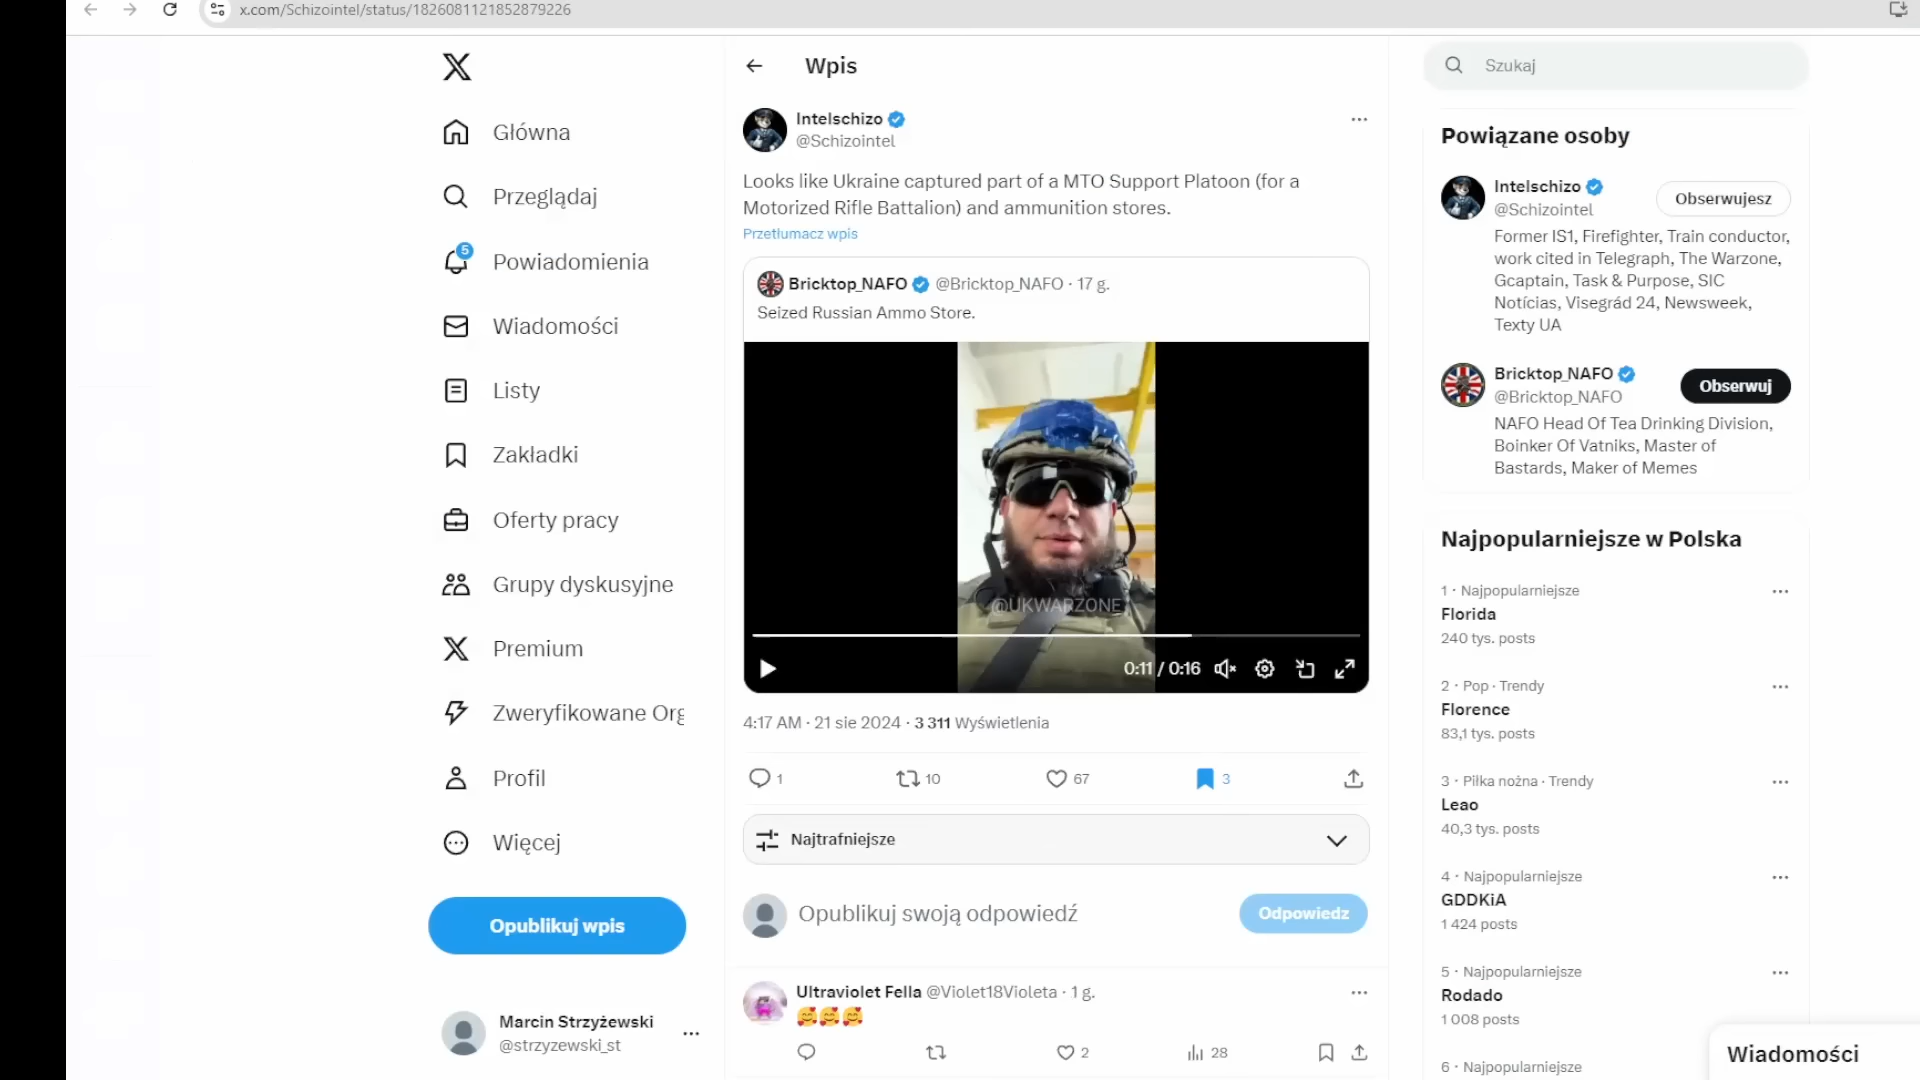 x.com/Schizointel/status/1826081121852879226
Główna
Przeglądaj
5
Powiadomienia
Wiadomości
Listy
Zakładki
Oferty pracy
Grupy dyskusyjne
Premium
Zweryfikowane Org
Profil
Więcej
Opublikuj wpis
Marcin Strzyżewski
@strzyzewski_st
Wpis
Intelschizo
@Schizointel
Looks like Ukraine captured part of a MTO Support Platoon (for a
Motorized Rifle Battalion) and ammunition stores.
Przetłumacz wpis
Bricktop_NAFO @Bricktop_NAFO · 17 g.
Seized Russian Ammo Store.
@UKWARZONE
0:11 / 0:16
4:17 AM · 21 sie 2024 · 3 311 Wyświetlenia
1 10 67 3
Najtrafniejsze
Opublikuj swoją odpowiedź
Odpowiedz
Ultraviolet Fella @Violet18Violeta · 1 g.
🥰🥰🥰
2 28
Szukaj
Powiązane osoby
Intelschizo
@Schizointel
Obserwujesz
Former IS1, Firefighter, Train conductor,
work cited in Telegraph, The Warzone,
Gcaptain, Task & Purpose, SIC
Notícias, Visegrád 24, Newsweek,
Texty UA
Bricktop_NAFO
@Bricktop_NAFO
Obserwuj
NAFO Head Of Tea Drinking Division,
Boinker Of Vatniks, Master of
Bastards, Maker of Memes
Najpopularniejsze w Polska
1 · Najpopularniejsze
Florida
240 tys. posts
2 · Pop · Trendy
Florence
83,1 tys. posts
3 · Piłka nożna · Trendy
Leao
40,3 tys. posts
4 · Najpopularniejsze
GDDKiA
1 424 posts
5 · Najpopularniejsze
Rodado
1 008 posts
6 · Najpopularniejsze
Wiadomości